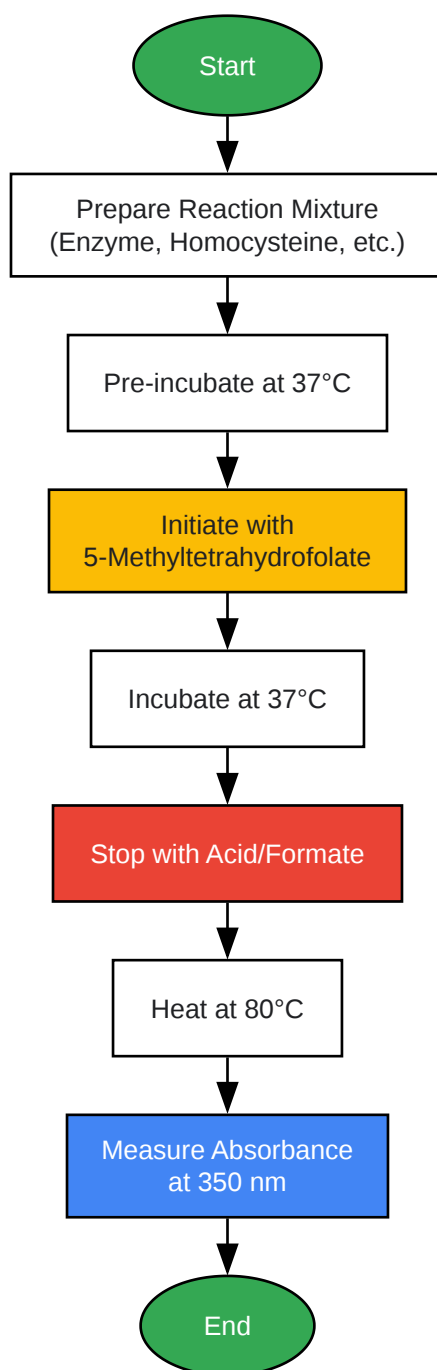 Start
Prepare Reaction Mixture
(Enzyme, Homocysteine, etc.)
Pre-incubate at 37°C
Initiate with
5-Methyltetrahydrofolate
Incubate at 37°C
Stop with Acid/Formate
Heat at 80°C
Measure Absorbance
at 350 nm
End